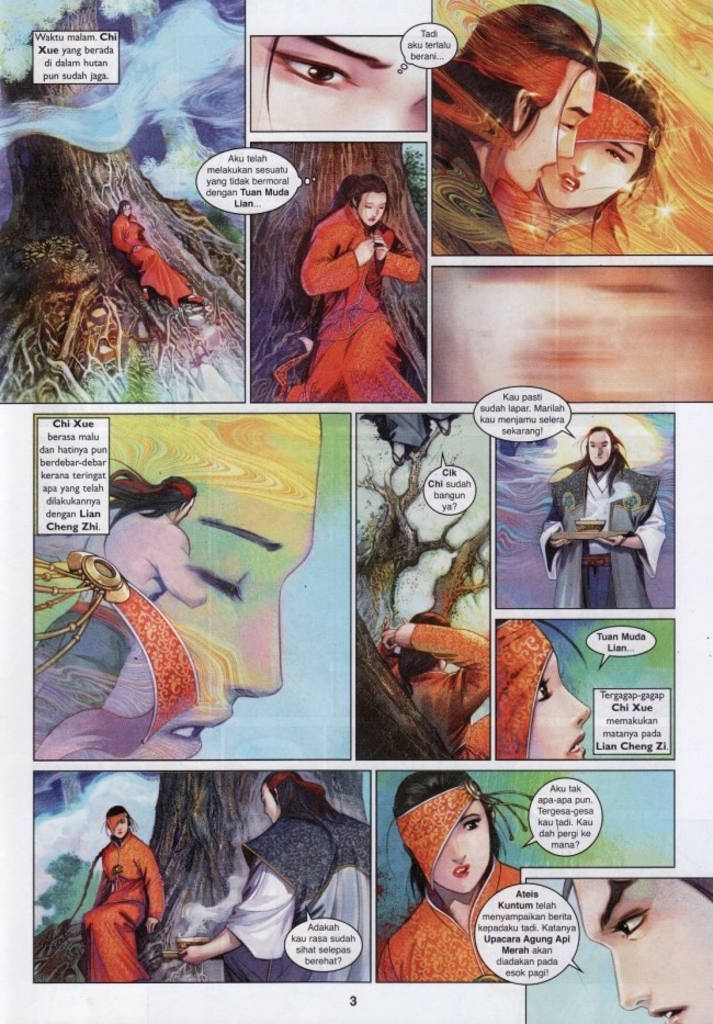 Waktu malam. Chi
Xue yang berada
di dalam hutan
pun sudah jaga.
Tadi
aku terlalu
berani...
Aku telah
melakukan sesuatu
yang tidak bermoral
dengan Tuan Muda
Lian...
Chi Xue
berasa malu
dan hatinya pun
berdebar-debar
kerana teringat
apa yang telah
dilakukannya
dengan Lian
Cheng Zhi.
Cik
Chi sudah
bangun
ya?
Kau pasti
sudah lapar. Marilah
kau menjamu selera
sekarang!
Tuan Muda
Lian...
Tergagap-gagap
Chi Xue
memakukan
matanya pada
Lian Cheng Zi.
Adakah
kau rasa sudah
sihat selepas
berehat?
Aku tak
apa-apa pun.
Tergesa-gesa
kau tadi. Kau
dah pergi ke
mana?
Ateis
Kuntum telah
menyampaikan berita
kepadaku tadi. Katanya
Upacara Agung Api
Merah akan
diadakan pada
esok pagi!
3